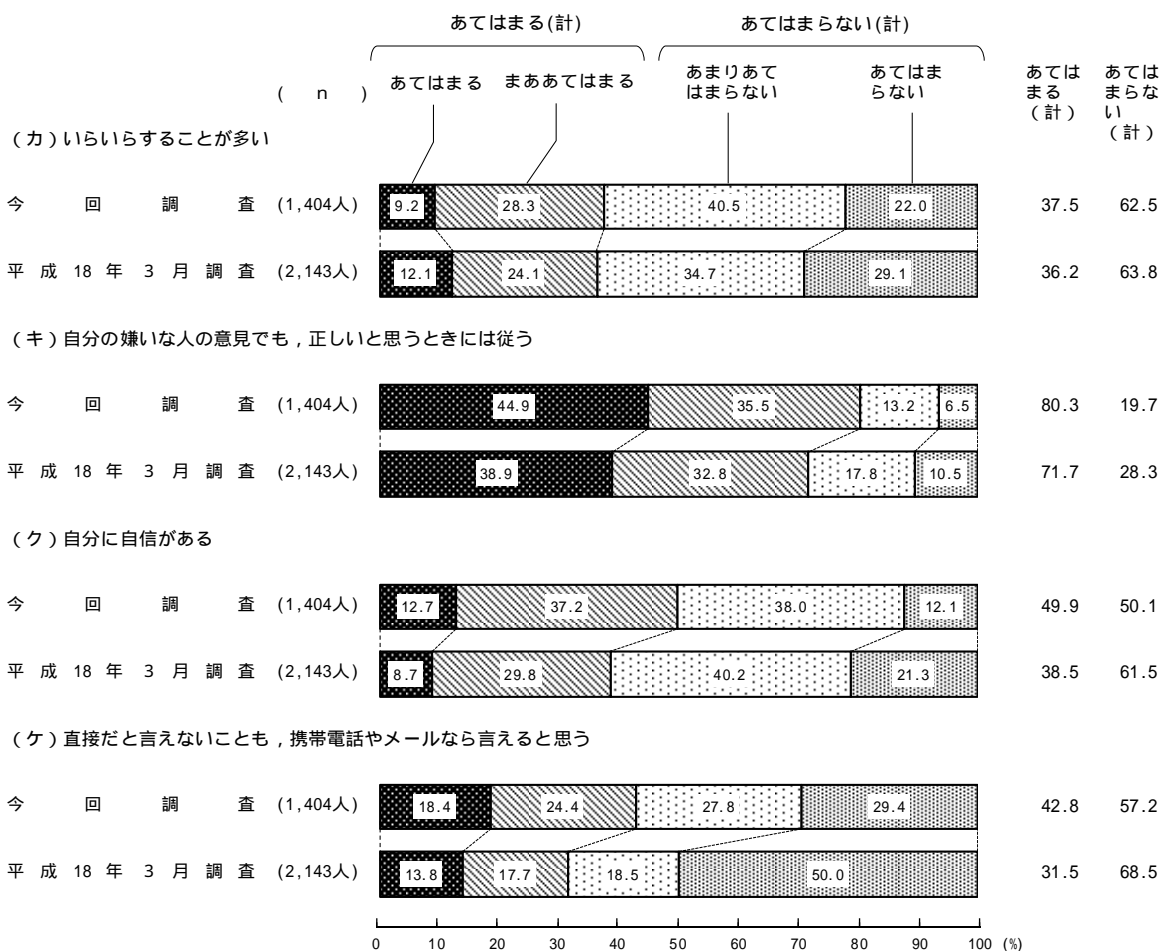 あてはまる(計) あてはまらない(計)
( n ) あてはまる まああてはまる あまりあてはまらない あてはまらない あてはまる(計) あてはまらない(計)
(カ)いらいらすることが多い
今回調査 (1,404人) 9.2 28.3 40.5 22.0 37.5 62.5
平成18年3月調査 (2,143人) 12.1 24.1 34.7 29.1 36.2 63.8
(キ)自分の嫌いな人の意見でも,正しいと思うときには従う
今回調査 (1,404人) 44.9 35.5 13.2 6.5 80.3 19.7
平成18年3月調査 (2,143人) 38.9 32.8 17.8 10.5 71.7 28.3
(ク)自分に自信がある
今回調査 (1,404人) 12.7 37.2 38.0 12.1 49.9 50.1
平成18年3月調査 (2,143人) 8.7 29.8 40.2 21.3 38.5 61.5
(ケ)直接だと言えないことも,携帯電話やメールなら言えると思う
今回調査 (1,404人) 18.4 24.4 27.8 29.4 42.8 57.2
平成18年3月調査 (2,143人) 13.8 17.7 18.5 50.0 31.5 68.5
0 10 20 30 40 50 60 70 80 90 100 (%)